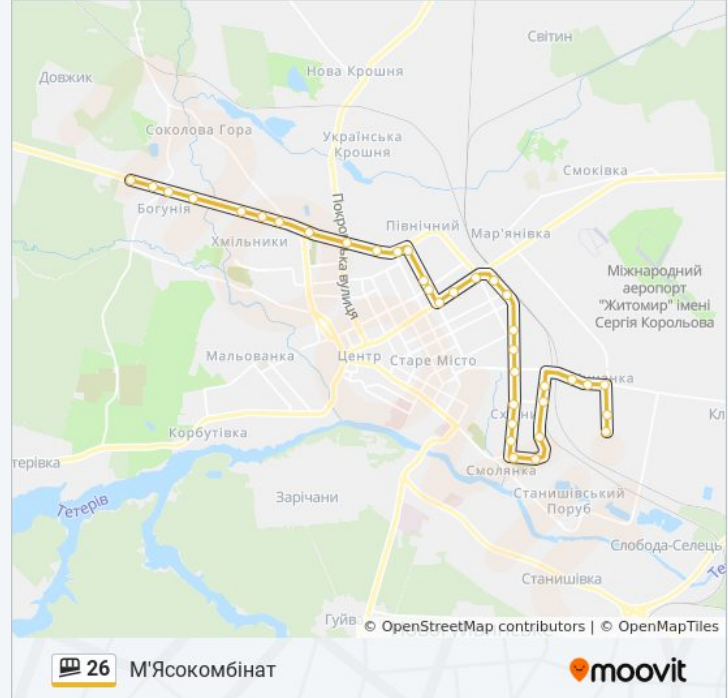 Світин
Довжик
Нова Крошня
Соколова Гора
Українська
Крошня
Смоківка
Покровська вулиця
Богунія
Північний
Мар'янівка
Хмільники
Міжнародний
аеропорт
"Житомир" імені
Сергія Корольова
Мальованка
Центр
Старе Місто
Корбутівка
Смолянка
Тетерів
Зарічани
Станишівський
Поруб
Слобода-Селець
Станишівка
Гуйв
© OpenStreetMap contributors | © OpenMapTiles
26 М'Ясокомбінат
moovit